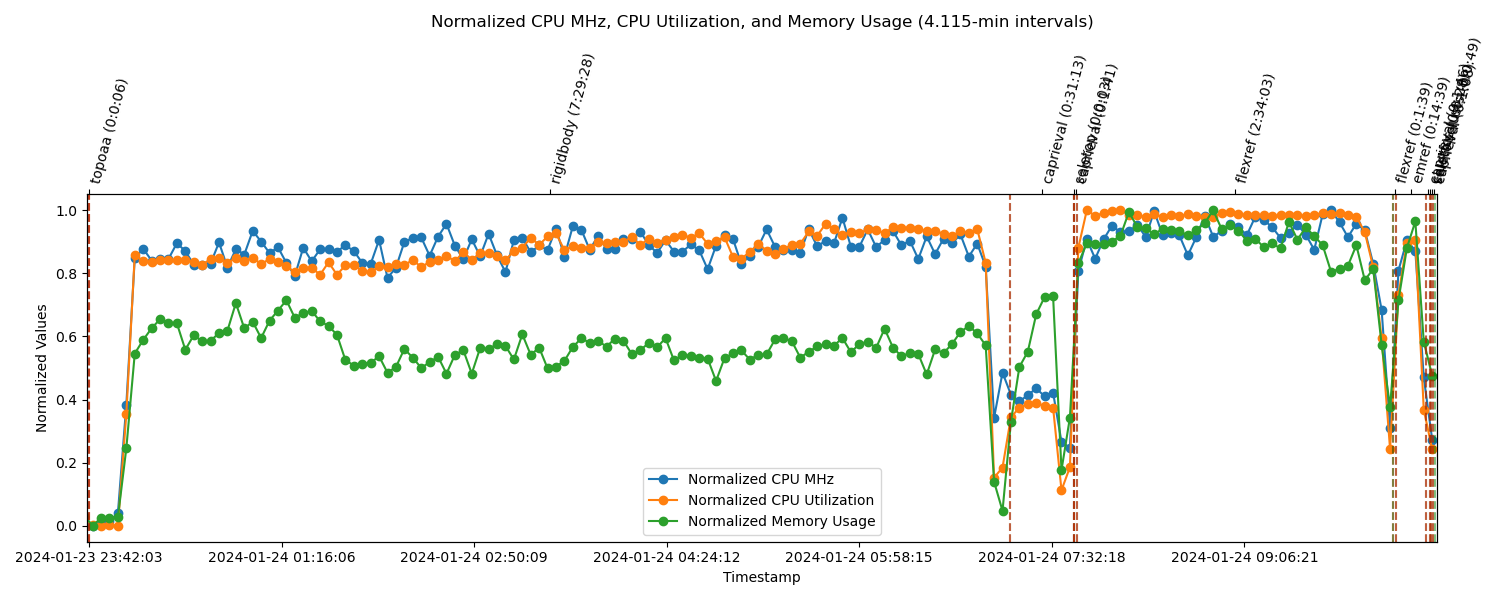 Normalized CPU MHz, CPU Utilization, and Memory Usage (4.115-min intervals)
topoaa (0:0:06)
rigidbody (7:29:28)
caprieval (0:31:13)
caprieval (0:1:41)
flexref (2:34:03)
flexref (0:1:39)
emref (0:14:39)
Normalized Values
1.0
0.8
0.6
0.4
0.2
0.0
Normalized CPU MHz
Normalized CPU Utilization
Normalized Memory Usage
2024-01-23 23:42:03
2024-01-24 01:16:06
2024-01-24 02:50:09
2024-01-24 04:24:12
2024-01-24 05:58:15
2024-01-24 07:32:18
2024-01-24 09:06:21
Timestamp